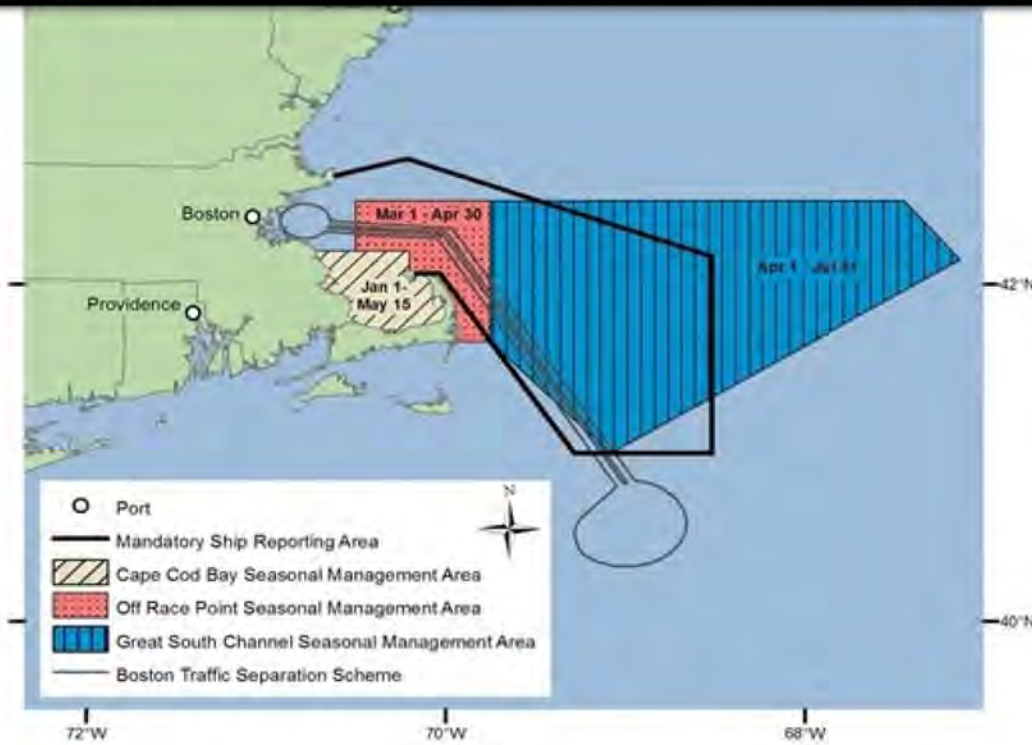 Boston
Mar 1 - Apr 30
Apr 1 - Jul 31
Jan 1-
May 15
42°N
Providence
N
Port
Mandatory Ship Reporting Area
Cape Cod Bay Seasonal Management Area
Off Race Point Seasonal Management Area
Great South Channel Seasonal Management Area
Boston Traffic Separation Scheme
40°N
72°W
70°W
68°W